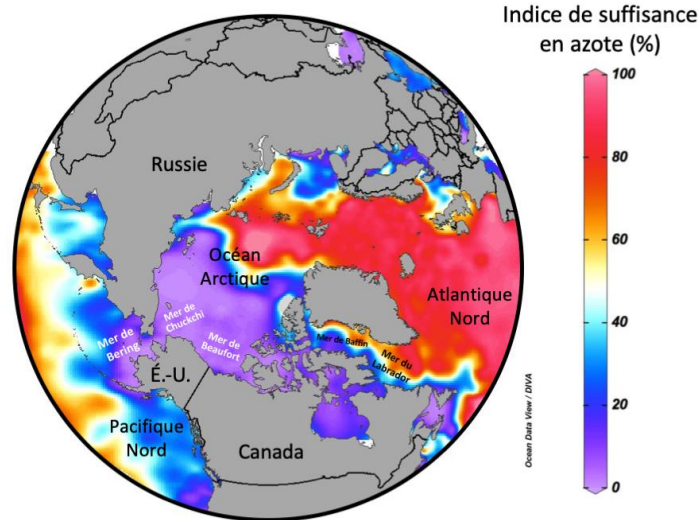 Indice de suffisance
en azote (%)
100
80
60
40
20
0
Russie
Océan
Arctique
Atlantique
Nord
Mer de
Chuckchi
Mer de
Beaufort
Mer de
Bering
Mer de Baffin
Mer du
Labrador
É.-U.
Pacifique
Nord
Canada
Ocean Data View / DIVA